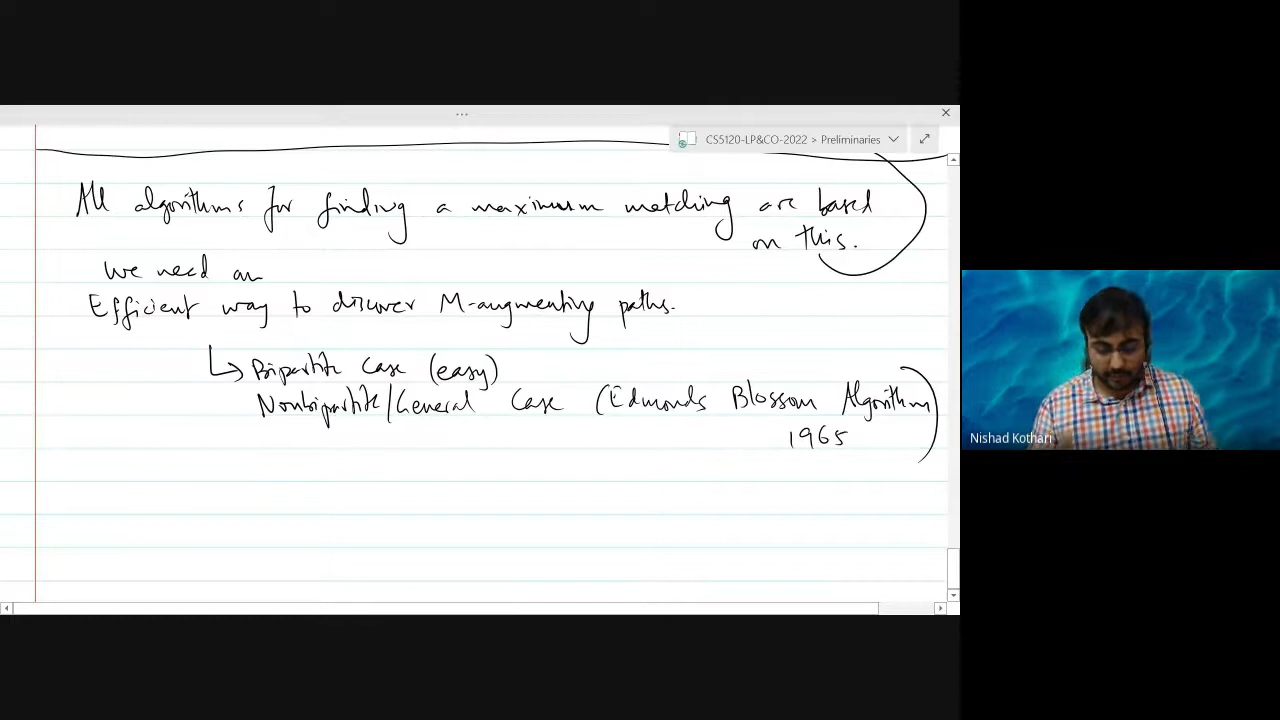 CS5120-LP&CO-2022 > Preliminaries
All algorithms for finding a maximum matching are based
on this.
we need an
Efficient way to discover M-augmenting paths.
↳ Bipartite Case (easy)
Nonbipartite/General Case (Edmonds Blossom Algorithm
1965)
Nishad Kothari